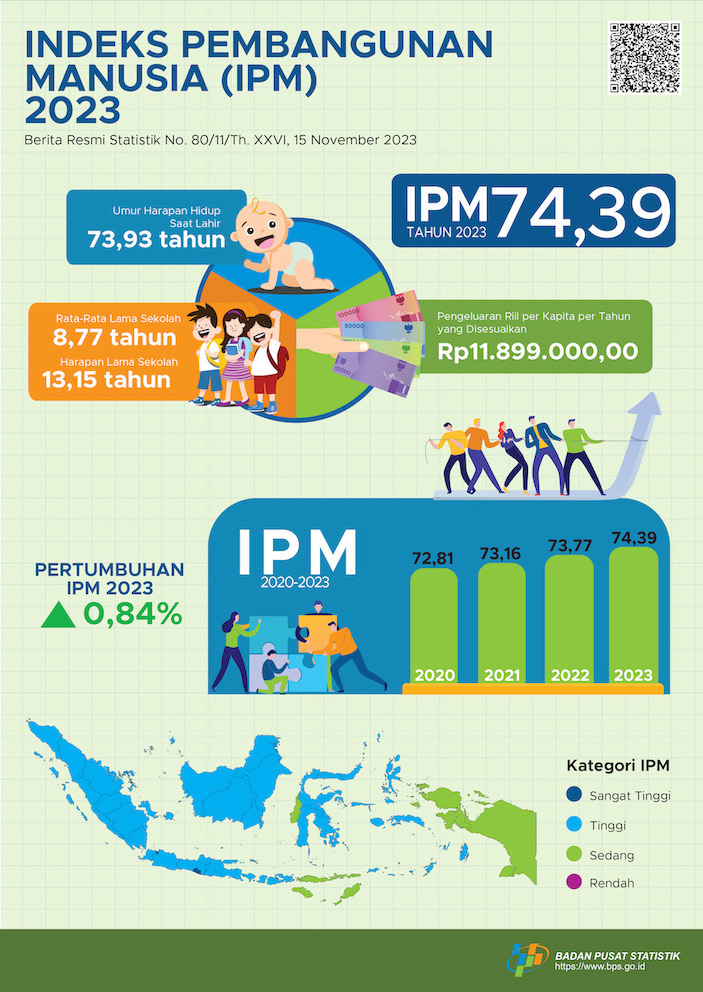 INDEKS PEMBANGUNAN
MANUSIA (IPM)
2023
Berita Resmi Statistik No. 80/11/Th. XXVI, 15 November 2023
Umur Harapan Hidup
Saat Lahir
73,93 tahun
IPM
TAHUN 2023
74,39
Rata-Rata Lama Sekolah
8,77 tahun
Harapan Lama Sekolah
13,15 tahun
100000
50000
10000
Pengeluaran Riil per Kapita per Tahun
yang Disesuaikan
Rp11.899.000,00
PERTUMBUHAN
IPM 2023
0,84%
IPM
2020-2023
72,81
73,16
73,77
74,39
2020
2021
2022
2023
Kategori IPM
Sangat Tinggi
Tinggi
Sedang
Rendah
BADAN PUSAT STATISTIK
https://www.bps.go.id